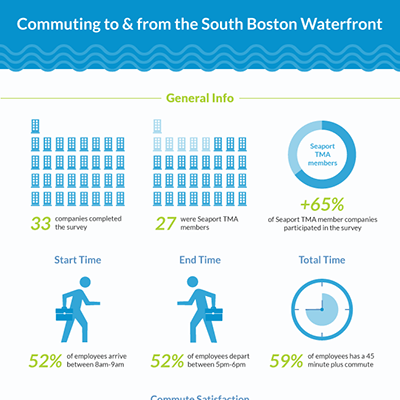 Commuting to & from the South Boston Waterfront
General Info
Seaport
TMA
members
33 companies completed
the survey
27 were Seaport TMA
members
+65%
of Seaport TMA member companies
participated in the survey
Start Time
End Time
Total Time
52% of employees arrive
between 8am-9am
52% of employees depart
between 5pm-6pm
59% of employees has a 45
minute plus commute
Commute Satisfaction